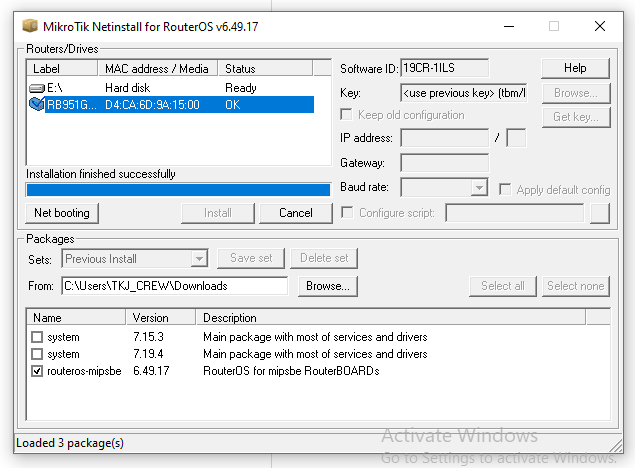 MikroTik Netinstall for RouterOS v6.49.17
Routers/Drives
Label MAC address / Media Status
E:\ Hard disk Ready
RB951G... D4:CA:6D:9A:15:00 OK
Installation finished successfully
Net booting Install Cancel
Software ID: 19CR-1ILS Help
Key: <use previous key> (tbm/l Browse...
Keep old configuration Get key...
IP address: /
Gateway:
Baud rate: Apply default config
Configure script:
Packages
Sets: Previous Install Save set Delete set
From: C:\Users\TKJ_CREW\Downloads Browse... Select all Select none
Name Version Description
system 7.15.3 Main package with most of services and drivers
system 7.19.4 Main package with most of services and drivers
routeros-mipsbe 6.49.17 RouterOS for mipsbe RouterBOARDs
Loaded 3 package(s)
Activate Windows
Go to Settings to activate Windows.